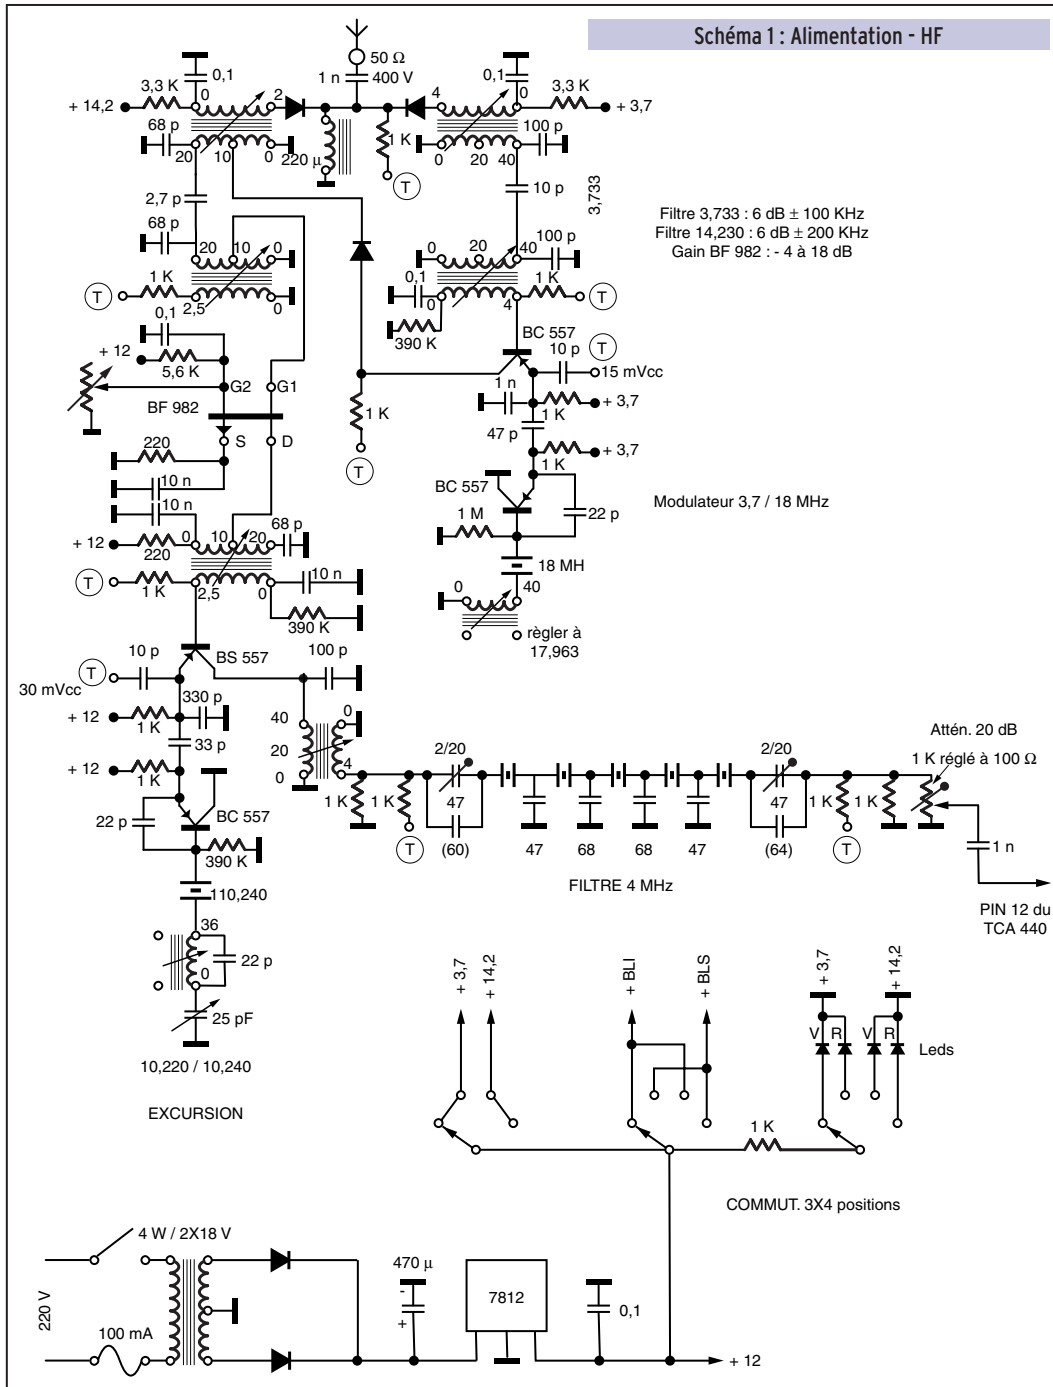 Schéma 1 : Alimentation - HF
50 Ω
1 n
400 V
0,1
0
3,3 K
+ 14,2
2
4
0,1
0
3,3 K
+ 3,7
68 p
20
10
0
220 µ
1 K
T
0
20
40
100 p
2,7 p
10 p
3,733
Filtre 3,733 : 6 dB ± 100 KHz
Filtre 14,230 : 6 dB ± 200 KHz
Gain BF 982 : - 4 à 18 dB
68 p
20
10
0
0
20
40
100 p
T
1 K
2,5
0
0,1
0
4
1 K
T
390 K
0,1
+ 12
5,6 K
G2
G1
BF 982
S
D
220
10 n
10 n
1 K
T
BC 557
10 p
T
15 mVcc
1 n
1 K
+ 3,7
47 p
1 K
+ 3,7
BC 557
1 M
22 p
Modulateur 3,7 / 18 MHz
18 MH
0
40
règler à
17,963
+ 12
220
0
10
20
68 p
T
1 K
2,5
0
10 n
390 K
BS 557
10 p
T
30 mVcc
100 p
330 p
+ 12
1 K
33 p
+ 12
1 K
40
20
0
0
4
22 p
BC 557
390 K
110,240
36
0
22 p
25 pF
10,220 / 10,240
EXCURSION
1 K
1 K
T
2/20
47
(60)
47
68
68
47
2/20
47
(64)
1 K
T
1 K
Attén. 20 dB
1 K réglé à 100 Ω
1 n
FILTRE 4 MHz
PIN 12 du
TCA 440
+ 3,7
+ 14,2
+ BLI
+ BLS
+ 3,7
+ 14,2
V
R
V
R
Leds
1 K
COMMUT. 3X4 positions
4 W / 2X18 V
220 V
100 mA
470 µ
-
+
7812
0,1
+ 12